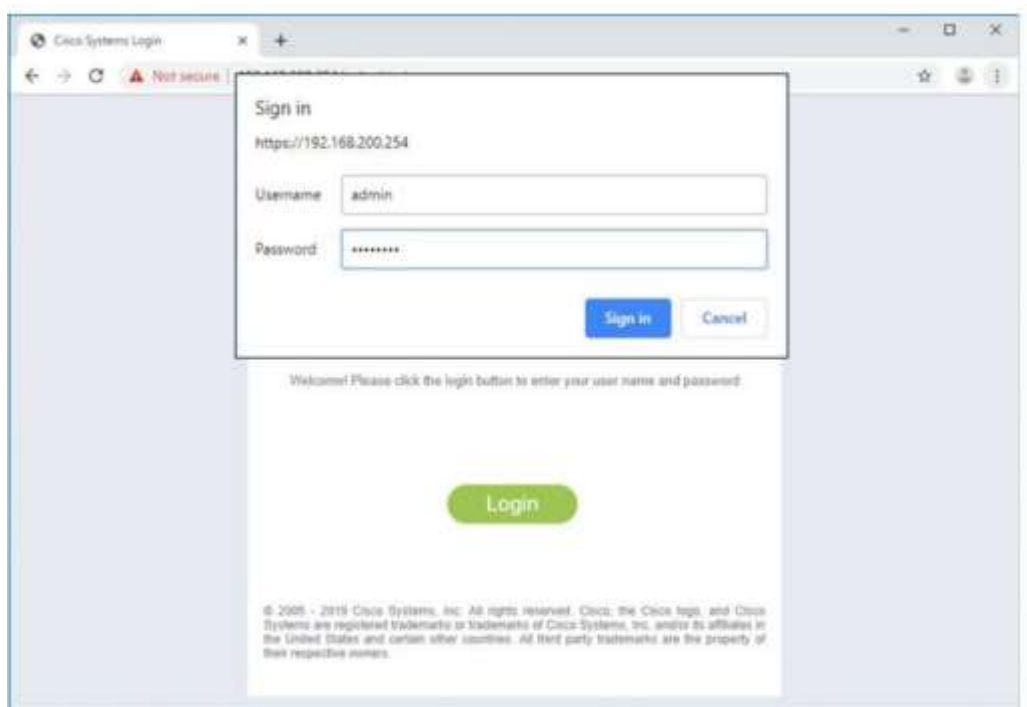 Cisco Systems Login
Not secure
Sign in
https://192.168.200.254
Username admin
Password ••••••••
Sign in Cancel
Welcome! Please click the login button to enter your user name and password
Login
© 2005 - 2019 Cisco Systems, Inc. All rights reserved. Cisco, the Cisco logo, and Cisco
Systems are registered trademarks or trademarks of Cisco Systems, Inc. and/or its affiliates in
the United States and certain other countries. All third party trademarks are the property of
their respective owners.